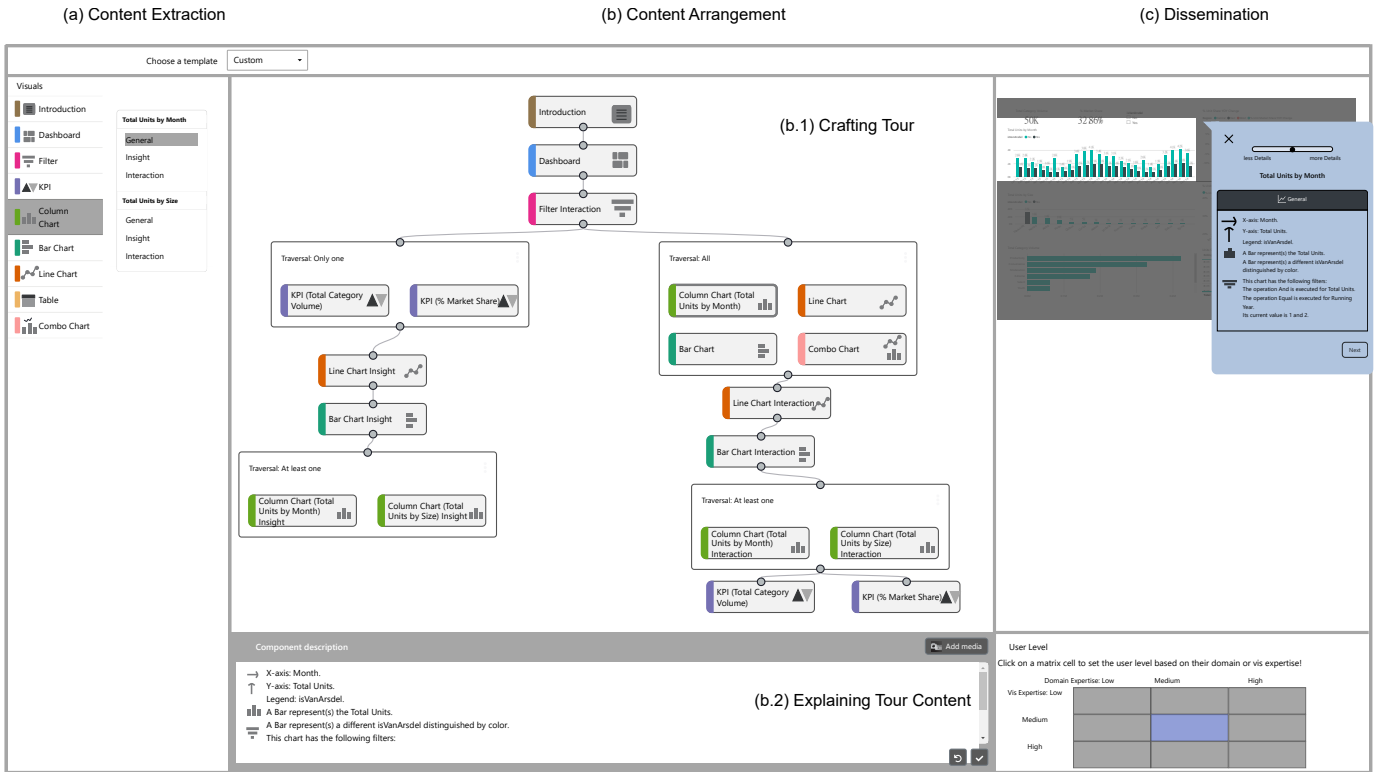 (a) Content Extraction
(b) Content Arrangement
(c) Dissemination
Choose a template
Custom
Visuals
Introduction
Dashboard
Filter
KPI
Column
Chart
Bar Chart
Line Chart
Table
Combo Chart
Total Units by Month
General
Insight
Interaction
Total Units by Size
General
Insight
Interaction
(b.1) Crafting Tour
Introduction
Dashboard
Filter Interaction
Traversal: Only one
KPI (Total Category
Volume)
KPI (% Market Share)
Line Chart Insight
Bar Chart Insight
Traversal: At least one
Column Chart (Total
Units by Month)
Insight
Column Chart (Total
Units by Size) Insight
Traversal: All
Column Chart (Total
Units by Month)
Line Chart
Bar Chart
Combo Chart
Line Chart Interaction
Bar Chart Interaction
Traversal: At least one
Column Chart (Total
Units by Month)
Interaction
Column Chart (Total
Units by Size)
Interaction
KPI (Total Category
Volume)
KPI (% Market Share)
Component description
Add media
X-axis: Month.
Y-axis: Total Units.
Legend: isVanArsdel.
A Bar represent(s) the Total Units.
A Bar represent(s) a different isVanArsdel distinguished by color.
This chart has the following filters:
(b.2) Explaining Tour Content
50K
32.86%
Total Units by Month
less Details
more Details
Total Units by Month
General
X-axis: Month.
Y-axis: Total Units.
Legend: isVanArsdel.
A Bar represent(s) the Total Units.
A Bar represent(s) a different isVanArsdel
distinguished by color.
This chart has the following filters:
The operation And is executed for Total Units.
The operation Equal is executed for Running
Year.
Its current value is 1 and 2.
Next
User Level
Click on a matrix cell to set the user level based on their domain or vis expertise!
Domain Expertise: Low
Medium
High
Vis Expertise: Low
Medium
High